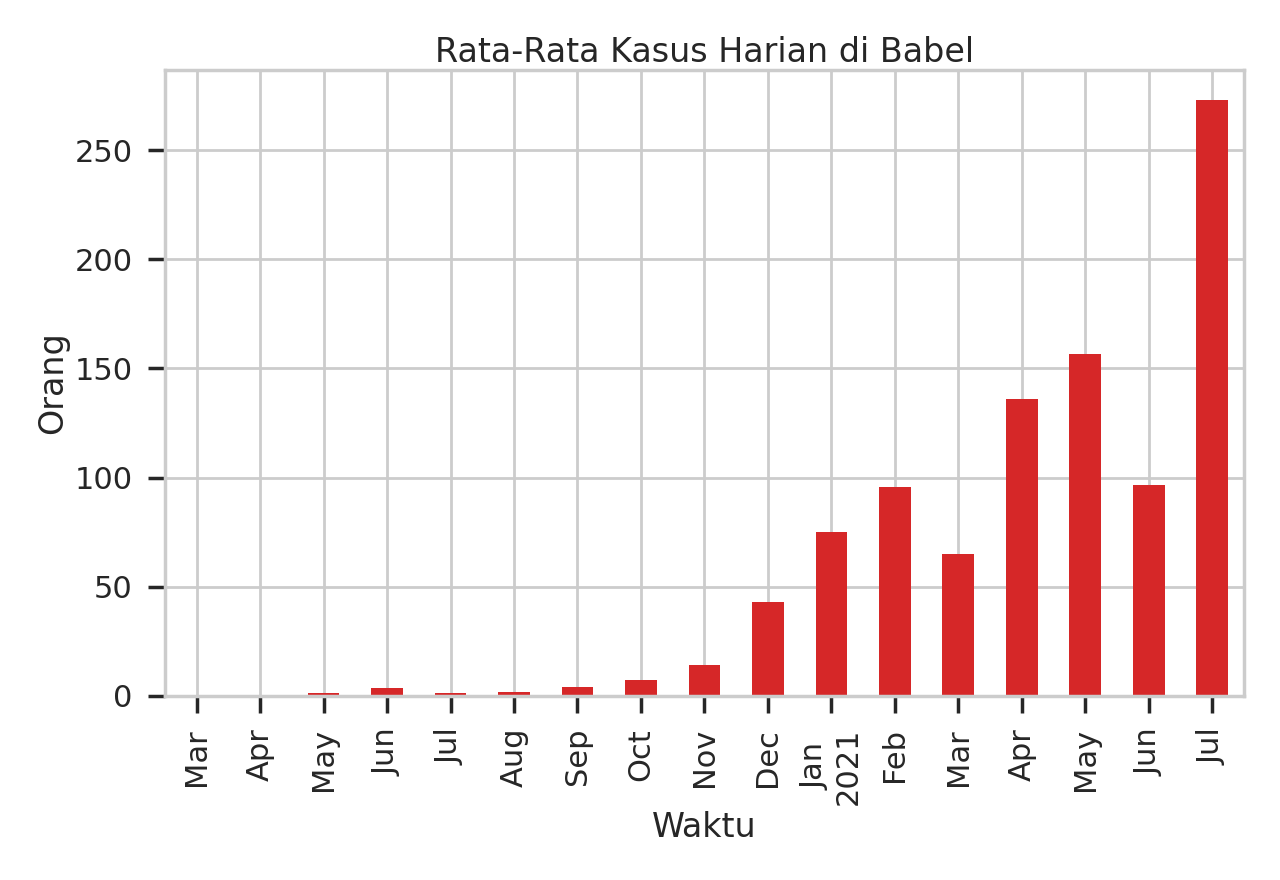 Rata-Rata Kasus Harian di Babel
250
200
150
100
50
0
Orang
Mar
Apr
May
Jun
Jul
Aug
Sep
Oct
Nov
Dec
Jan
2021
Feb
Mar
Apr
May
Jun
Jul
Waktu